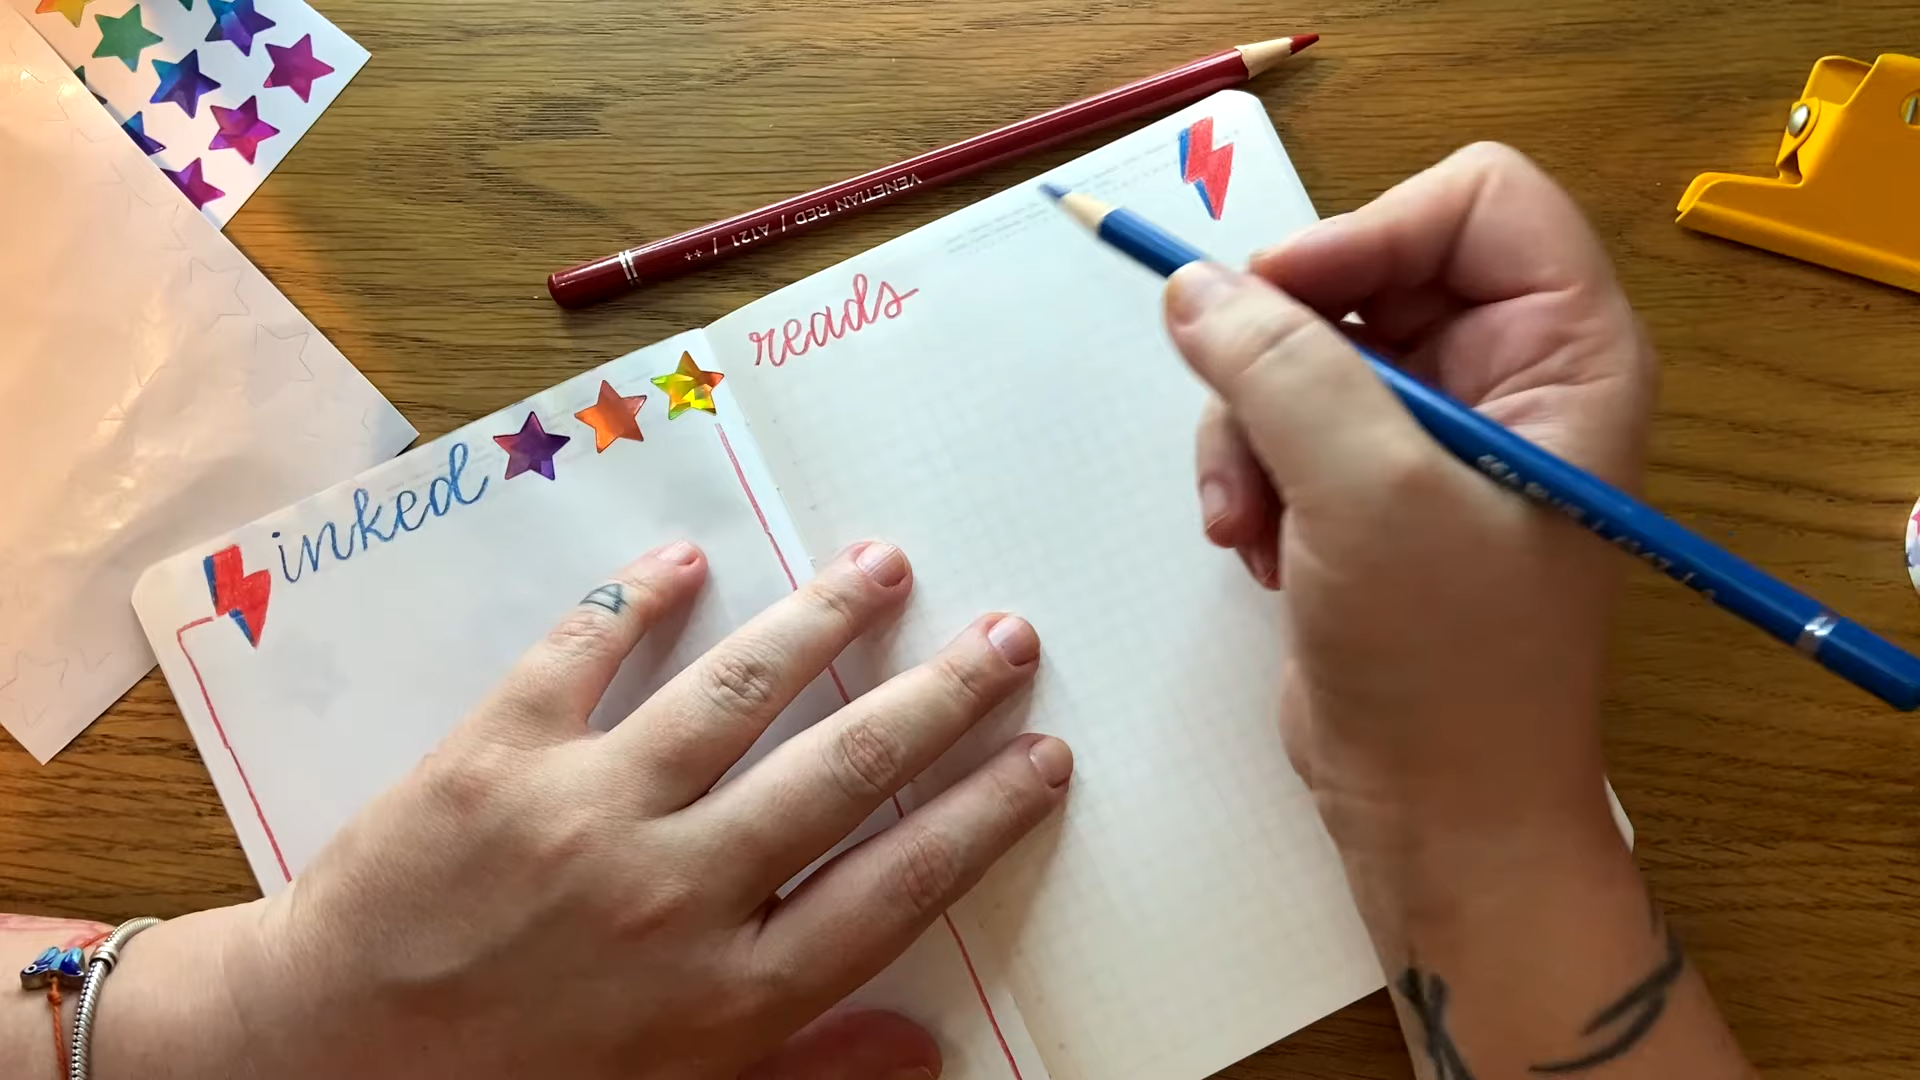 inked
reads
VENETIAN RED / A121 / ++